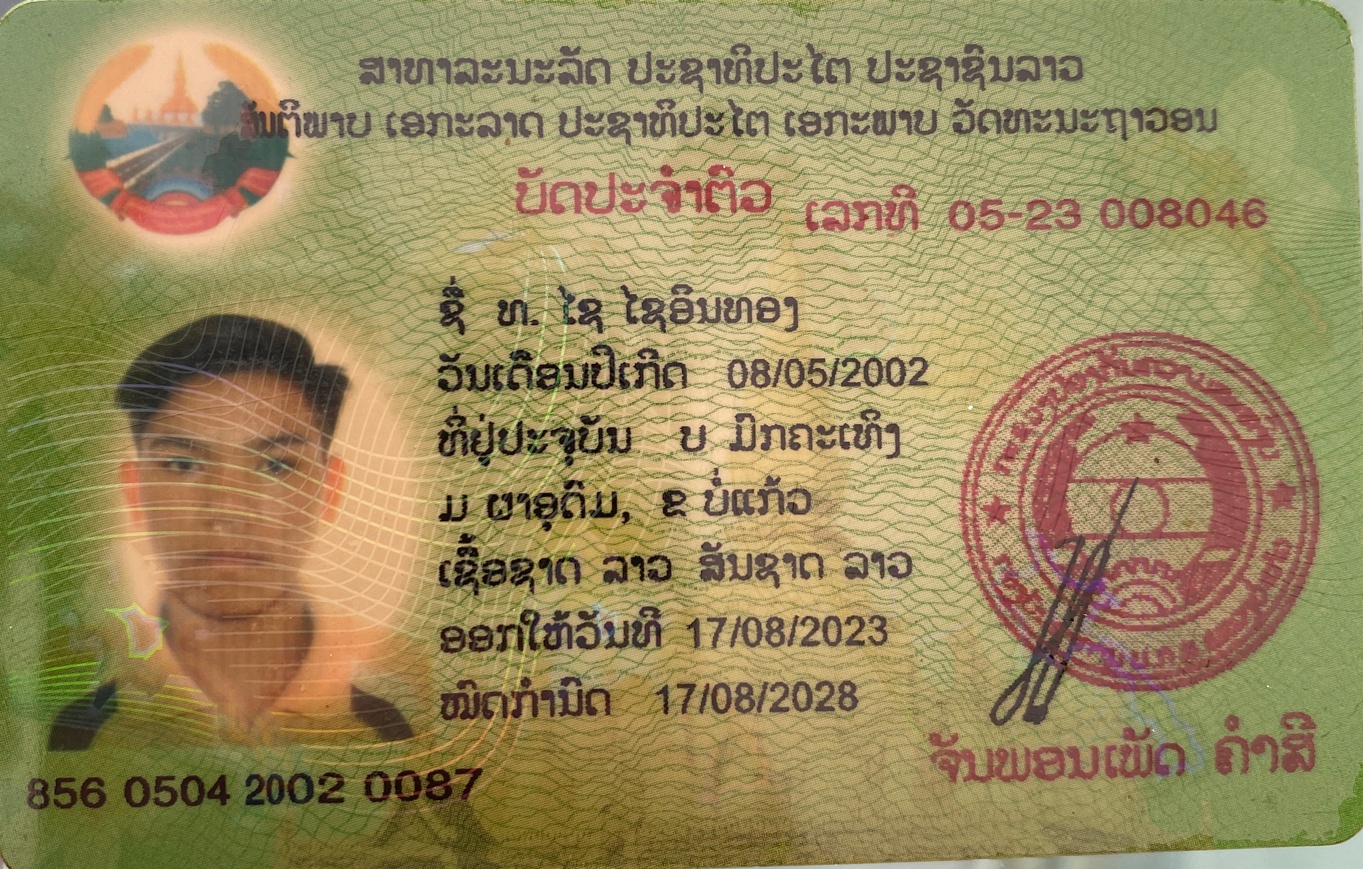 ສາທາລະນະລັດ ປະຊາທິປະໄຕ ປະຊາຊົນລາວ
ສັນຕິພາບ ເອກະລາດ ປະຊາທິປະໄຕ ເອກະພາບ ວັດທະນະຖາວອນ
ບັດປະຈຳຕົວ ເລກທີ 05-23 008046
ຊື່ ທ. ໄຊ ໄຊອິນທອງ
ວັນເດືອນປີເກີດ 08/05/2002
ທີ່ຢູ່ປະຈຸບັນ ບ ມົກຄະເທິງ
ມ ຜາອຸດົມ, ຂ ບໍ່ແກ້ວ
ເຊື້ອຊາດ ລາວ ສັນຊາດ ລາວ
ອອກໃຫ້ວັນທີ 17/08/2023
ໝົດກຳນົດ 17/08/2028
ຈັນພອນເພັດ ຄຳສີ
856 0504 2002 0087